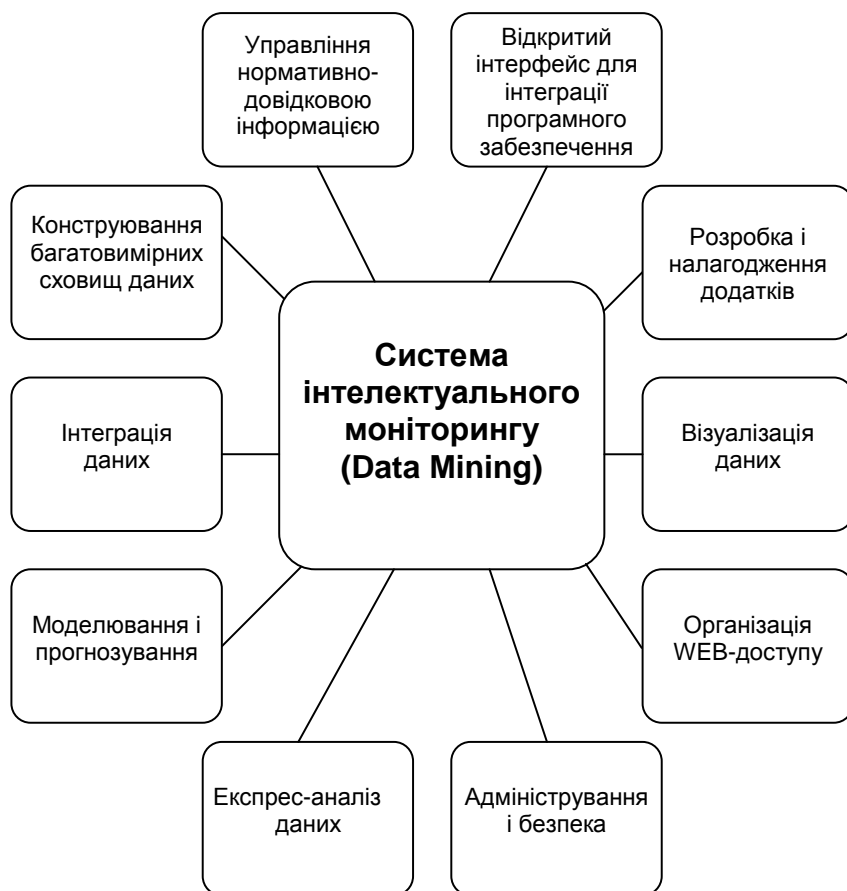 Управління
нормативно-
довідковою
інформацією
Відкритий
інтерфейс для
інтеграції
програмного
забезпечення
Конструювання
багатовимірних
сховищ даних
Розробка і
налагодження
додатків
Система
інтелектуального
моніторингу
(Data Mining)
Інтеграція
даних
Візуалізація
даних
Моделювання і
прогнозування
Організація
WEB-доступу
Експрес-аналіз
даних
Адміністрування
і безпека